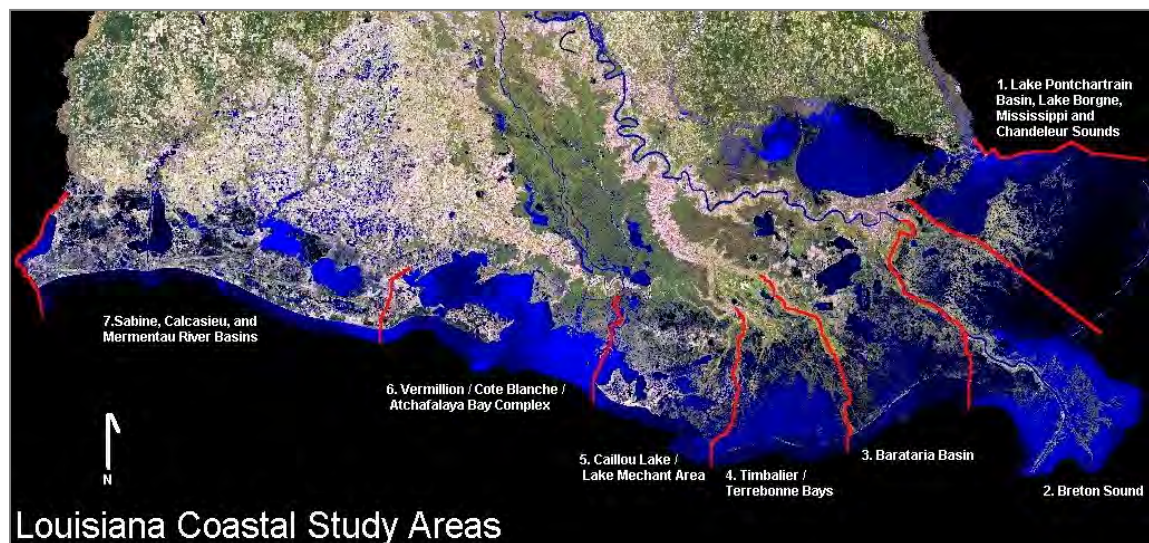 1. Lake Pontchartrain
Basin, Lake Borgne,
Mississippi and
Chandeleur Sounds
7.Sabine, Calcasieu, and
Mermentau River Basins
6. Vermillion / Cote Blanche /
Atchafalaya Bay Complex
5. Caillou Lake /
Lake Mechant Area
4. Timbalier /
Terrebonne Bays
3. Barataria Basin
2. Breton Sound
N
Louisiana Coastal Study Areas